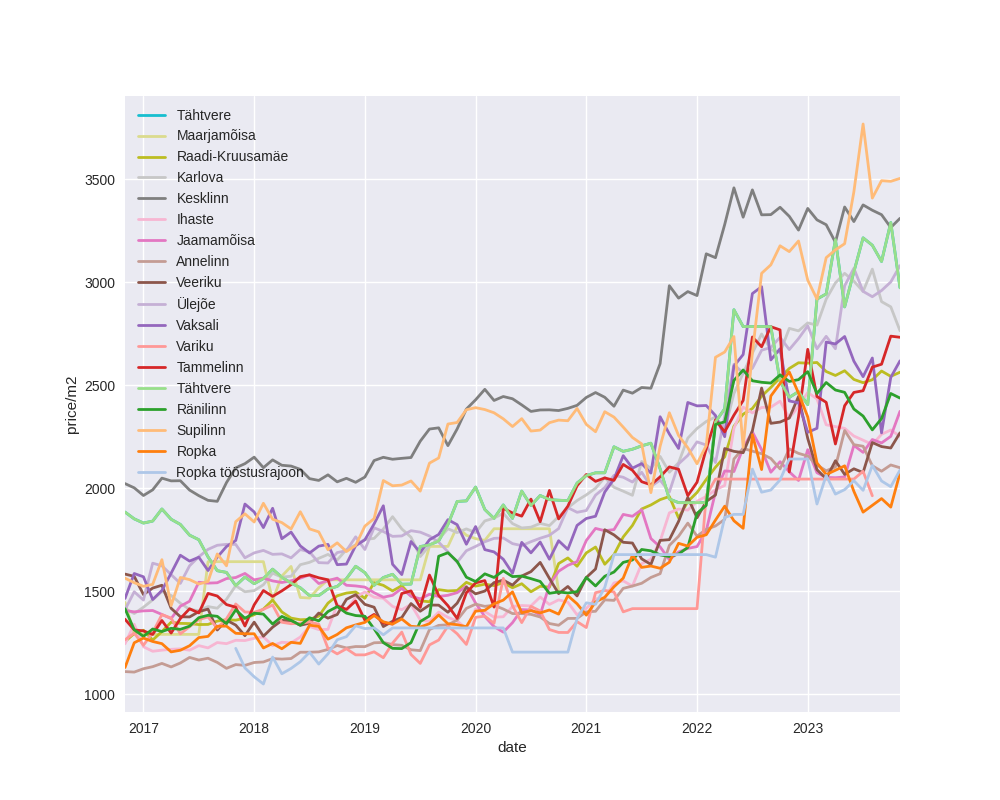 Tähtvere
Maarjamõisa
Raadi-Kruusamäe
Karlova
Kesklinn
Ihaste
Jaamamõisa
Annelinn
Veeriku
Ülejõe
Vaksali
Variku
Tammelinn
Tähtvere
Ränilinn
Supilinn
Ropka
Ropka tööstusrajoon
price/m2
3500
3000
2500
2000
1500
1000
2017 2018 2019 2020 2021 2022 2023
date